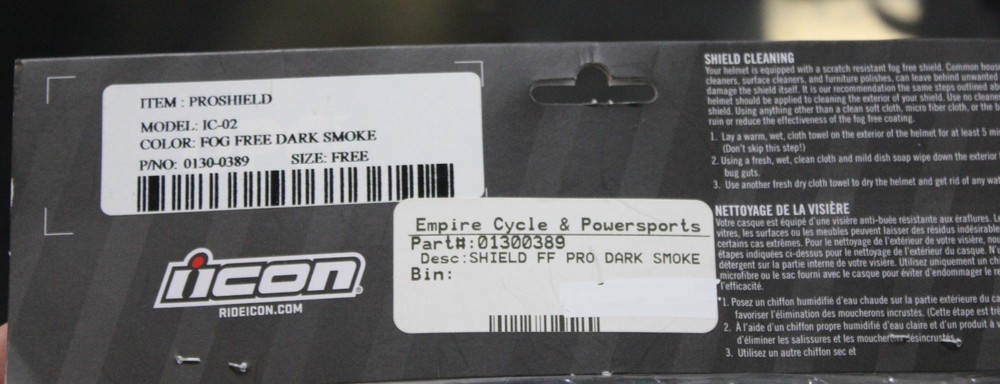 ITEM : PROSHIELD
MODEL: IC-02
COLOR: FOG FREE DARK SMOKE
P/NO: 0130-0389 SIZE: FREE
Empire Cycle & Powersports
Part#:01300389
Desc:SHIELD FF PRO DARK SMOKE
Bin:
icon
RIDEICON.COM
SHIELD CLEANING
Your helmet is equipped with a scratch resistant fog free shield. Common hous
cleaners, surface cleaners, and furniture polishes, can leave behind unwanted
damage the shield itself. It is our recommendation the same steps outlined ab
helmet should be applied to cleaning the exterior of your shield. Use no cleane
shield. Using anything other than a clean soft cloth, micro fiber cloth, or the
ruin or reduce the effectiveness of the fog free coating.
1. Lay a warm, wet, cloth towel on the exterior of the helmet for at least 5 mi
(Don't skip this step!)
2. Using a fresh, wet, clean cloth and mild dish soap wipe down the exterior
bug guts.
3. Use another fresh dry cloth towel to dry the helmet and get rid of any wat
NETTOYAGE DE LA VISIÈRE
Votre casque est équipé d'une visière anti-buée résistante aux éraflures. L
vitres, les surfaces ou les meubles peuvent laisser des résidus indésirable
certains cas extrêmes. Pour le nettoyage de l'extérieur de votre visière, no
étapes indiquées ci-dessus pour le nettoyage de l'extérieur du casque. N'
détergent sur la partie interne de votre visière. Utilisez uniquement un ch
microfibre ou le sac fourni avec le casque pour éviter d'endommager le r
l'efficacité.
1. Posez un chiffon humidifié d'eau chaude sur la partie extérieure du ca
favoriser l'élimination des moucherons incrustés. (Cette étape est trè
2. À l'aide d'un chiffon propre humidifié d'eau claire et d'un produit à v
d'éliminer les salissures et les moucherons désincrustés.
3. Utilisez un autre chiffon sec et